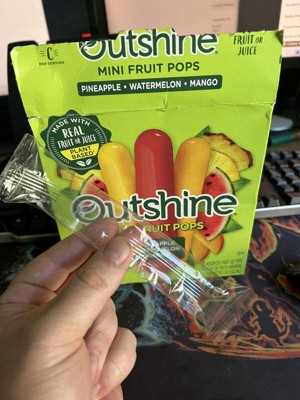 C
PER SERVING
Outshine
FRUIT OR
JUICE
MINI FRUIT POPS
PINEAPPLE • WATERMELON • MANGO
MADE WITH
REAL
FRUIT OR JUICE
PLANT
BASED
Outshine
FRUIT POPS